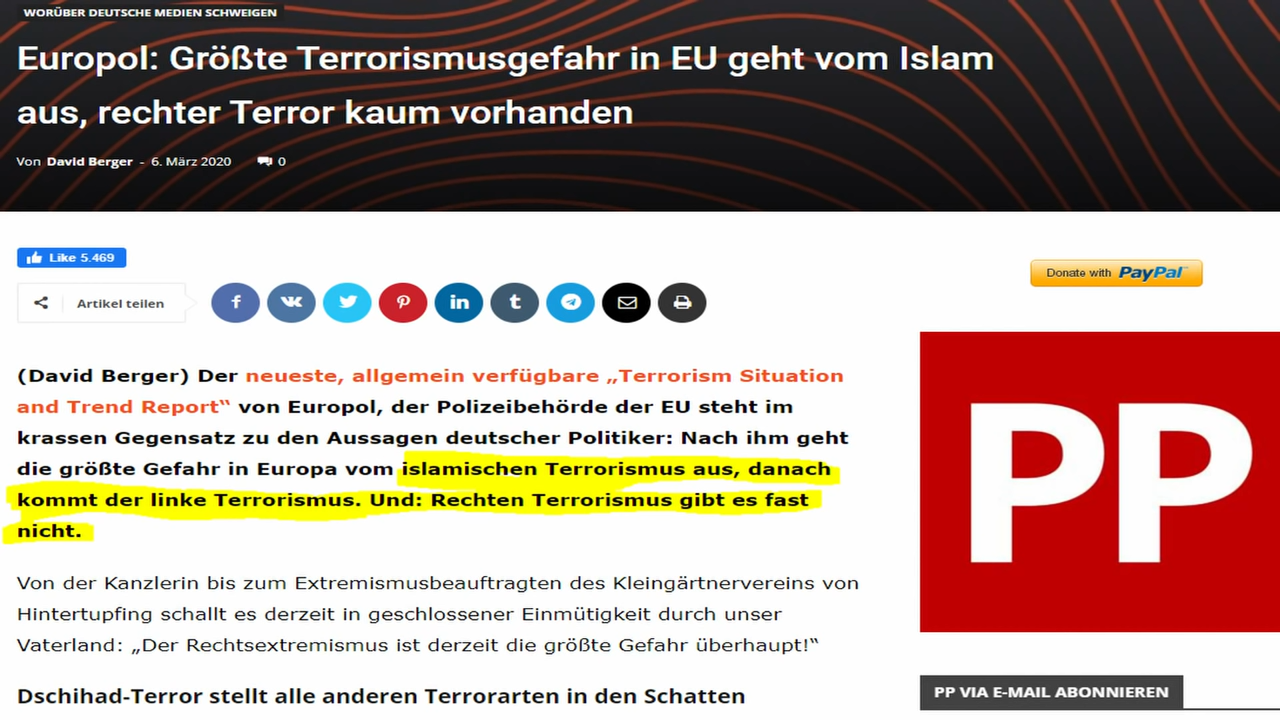 WORÜBER DEUTSCHE MEDIEN SCHWEIGEN
Europol: Größte Terrorismusgefahr in EU geht vom Islam
aus, rechter Terror kaum vorhanden
Von David Berger - 6. März 2020 0
Like 5.469
Artikel teilen
Donate with PayPal
(David Berger) Der neueste, allgemein verfügbare „Terrorism Situation
and Trend Report“ von Europol, der Polizeibehörde der EU steht im
krassen Gegensatz zu den Aussagen deutscher Politiker: Nach ihm geht
die größte Gefahr in Europa vom islamischen Terrorismus aus, danach
kommt der linke Terrorismus. Und: Rechten Terrorismus gibt es fast
nicht.
Von der Kanzlerin bis zum Extremismusbeauftragten des Kleingärtnervereins von
Hintertupfing schallt es derzeit in geschlossener Einmütigkeit durch unser
Vaterland: „Der Rechtsextremismus ist derzeit die größte Gefahr überhaupt!“
Dschihad-Terror stellt alle anderen Terrorarten in den Schatten
PP
PP VIA E-MAIL ABONNIEREN